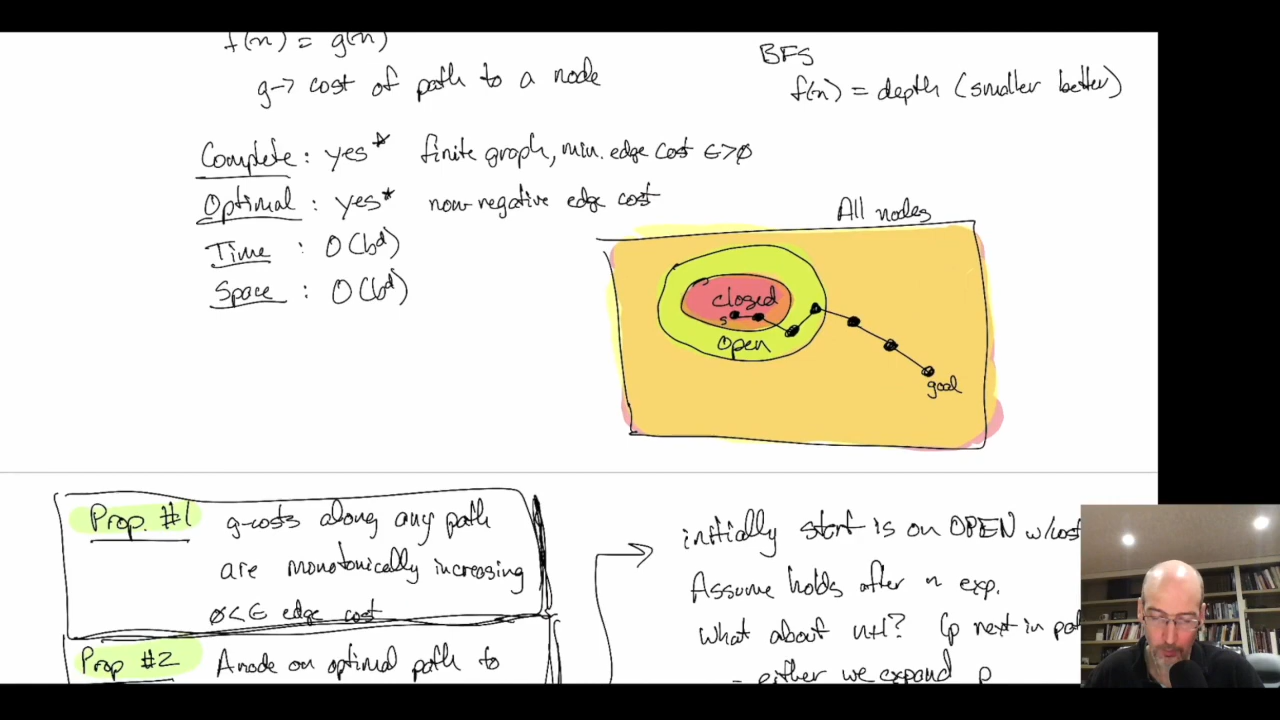 f(n) = g(n)
g → cost of path to a node
BFS
f(n) = depth (smaller better)
Complete : yes* finite graph, min. edge cost ∈>0
Optimal : yes* non-negative edge cost
Time : O(b^d)
Space : O(b^d)
All nodes
closed
s
Open
goal
Prop. #1 g-costs along any path
are monotonically increasing
0<∈ edge cost
Prop #2 A node on optimal path to
initially start is on OPEN w/cost
Assume holds after n exp.
What about n+1? (p next in path
- either we expand p